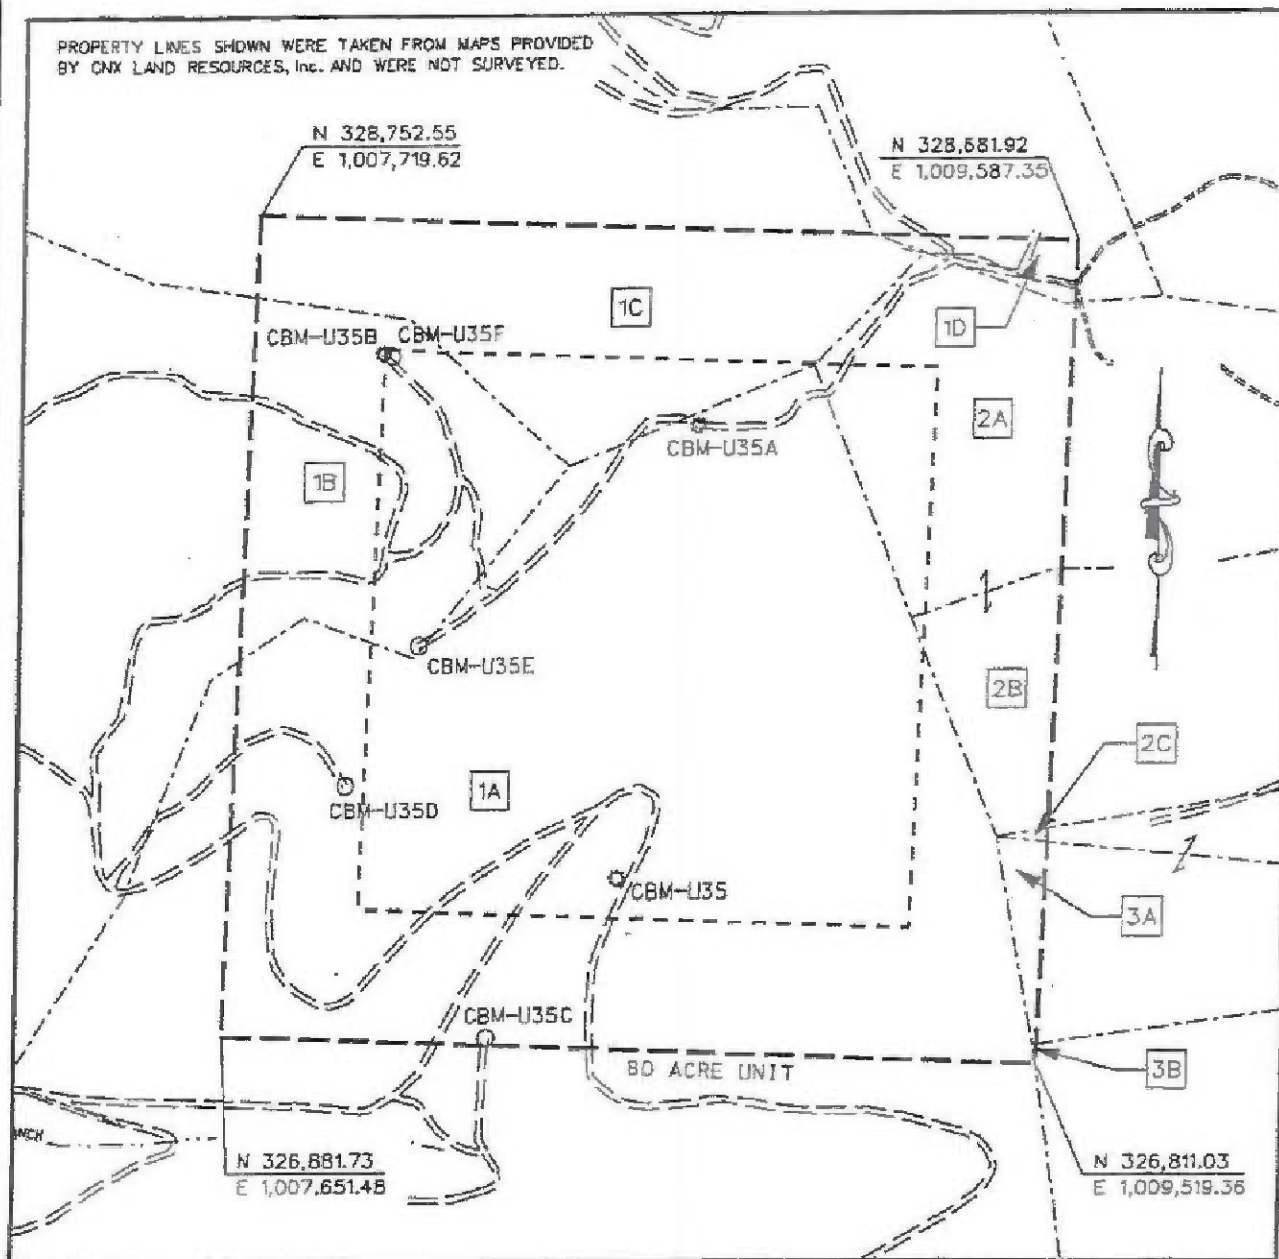 PROPERTY LINES SHOWN WERE TAKEN FROM MAPS PROVIDED
BY CNX LAND RESOURCES, Inc. AND WERE NOT SURVEYED.
N 328,752.55
E 1,007,719.62
N 328,681.92
E 1,009,587.35
1C
1D
CBM-U35B
CBM-U35F
2A
CBM-U35A
1B
CBM-U35E
2B
2C
1A
CBM-U35D
CBM-U35
3A
CBM-U35C
80 ACRE UNIT
3B
N 326,881.73
E 1,007,651.48
N 326,811.03
E 1,009,519.36